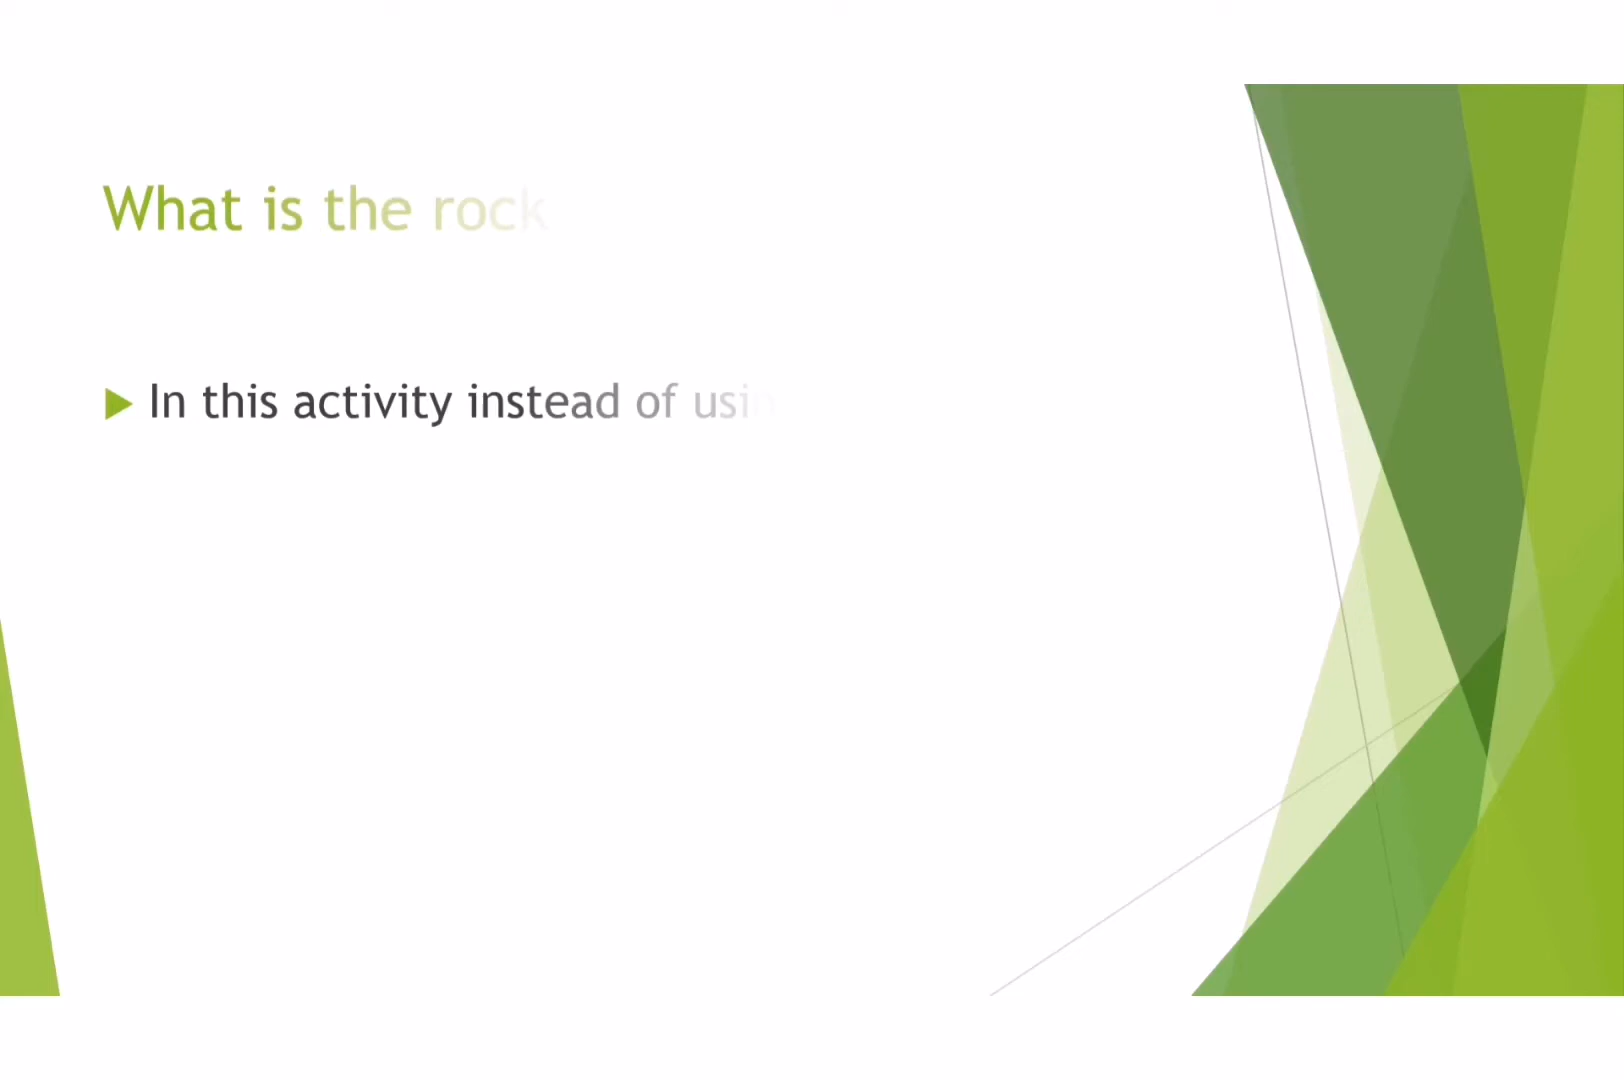 What is the rock
In this activity instead of